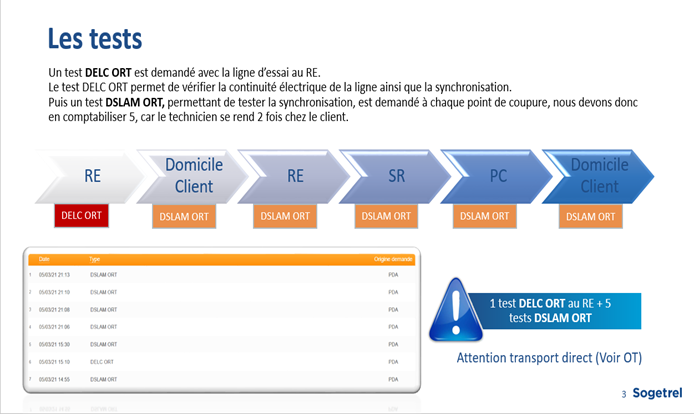 Les tests
Un test DELC ORT est demandé avec la ligne d'essai au RE.
Le test DELC ORT permet de vérifier la continuité électrique de la ligne ainsi que la synchronisation.
Puis un test DSLAM ORT, permettant de tester la synchronisation, est demandé à chaque point de coupure, nous devons donc
en comptabiliser 5, car le technicien se rend 2 fois chez le client.
RE
Domicile
Client
RE
SR
PC
Domicile
Client
DELC ORT
DSLAM ORT
DSLAM ORT
DSLAM ORT
DSLAM ORT
DSLAM ORT
Date Type Origine demande
1 05/03/21 21:13 DSLAM ORT PDA
2 05/03/21 21:10 DSLAM ORT PDA
3 05/03/21 21:08 DSLAM ORT PDA
4 05/03/21 21:06 DSLAM ORT PDA
5 05/03/21 15:30 DSLAM ORT PDA
6 05/03/21 15:10 DELC ORT PDA
7 05/03/21 14:55 DSLAM ORT PDA
1 test DELC ORT au RE + 5
tests DSLAM ORT
Attention transport direct (Voir OT)
3 Sogetrel